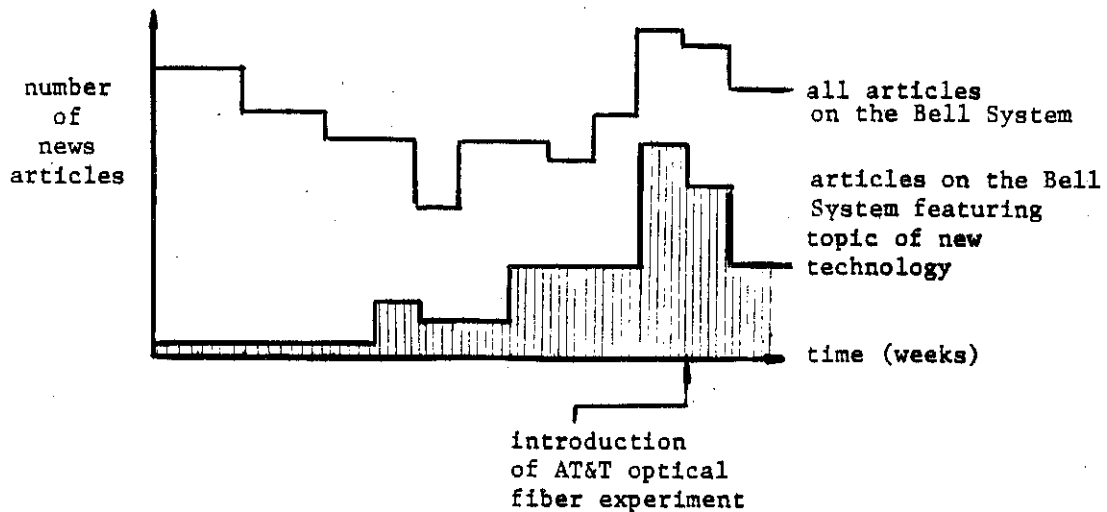 number
of
news
articles
all articles
on the Bell System
articles on the Bell
System featuring
topic of new
technology
time (weeks)
introduction
of AT&T optical
fiber experiment